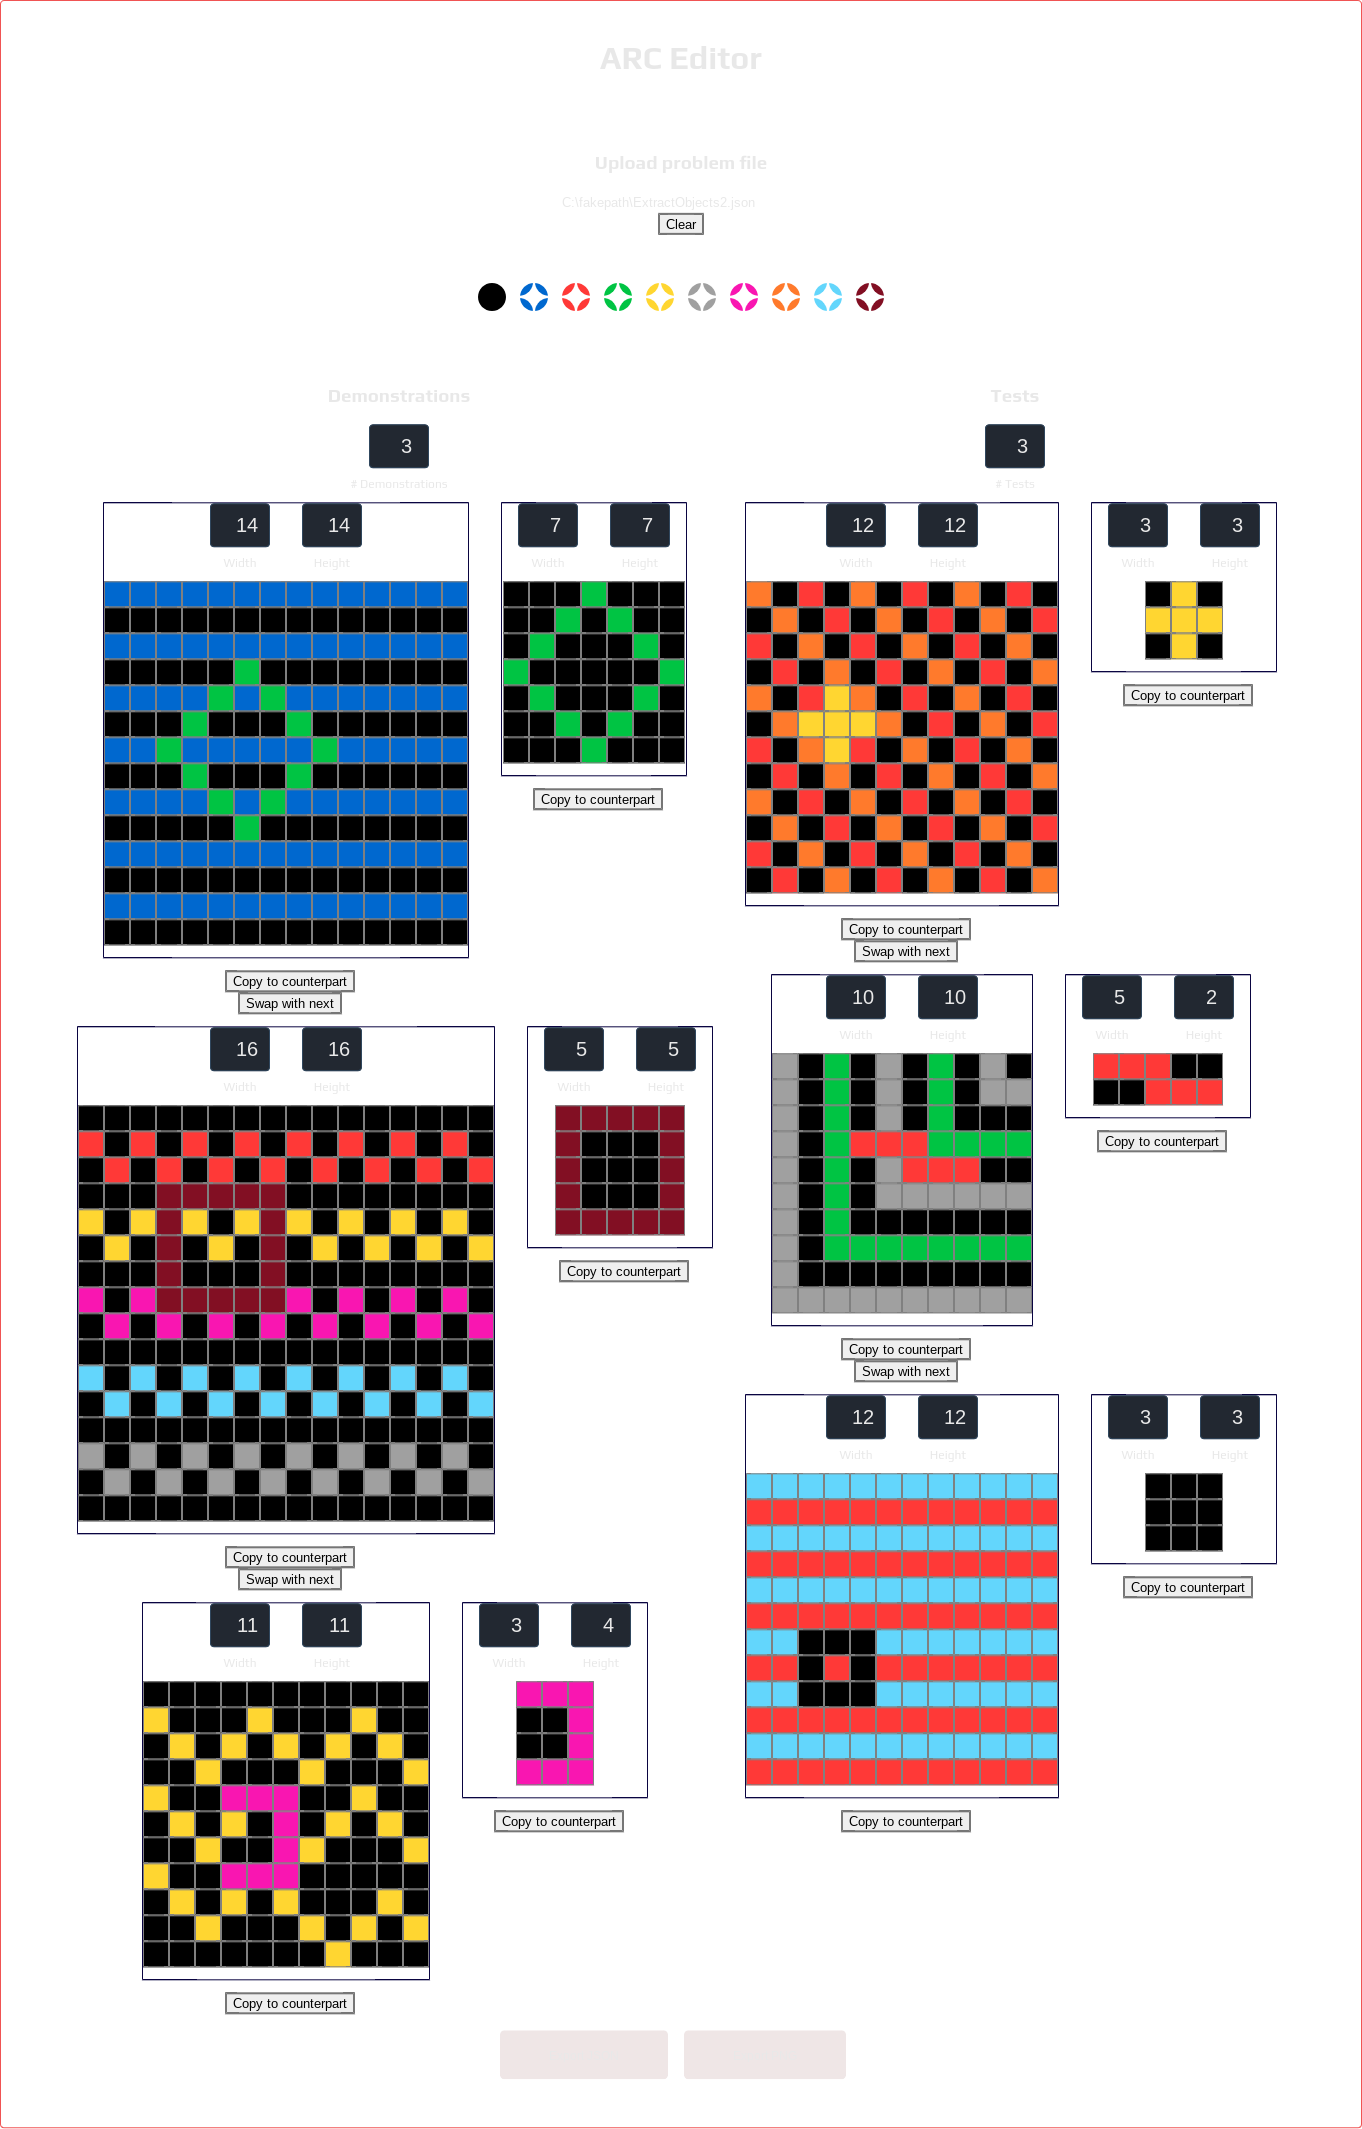 ARC Editor
Upload problem file
C:\fakepath\ExtractObjects2.json
Clear
Demonstrations
3
# Demonstrations
14 14
Width Height
7 7
Width Height
Copy to counterpart
Copy to counterpart
Swap with next
16 16
Width Height
5 5
Width Height
Copy to counterpart
Copy to counterpart
Swap with next
11 11
Width Height
3 4
Width Height
Copy to counterpart
Copy to counterpart
Tests
3
# Tests
12 12
Width Height
3 3
Width Height
Copy to counterpart
Copy to counterpart
Swap with next
10 10
Width Height
5 2
Width Height
Copy to counterpart
Copy to counterpart
Swap with next
12 12
Width Height
3 3
Width Height
Copy to counterpart
Copy to counterpart